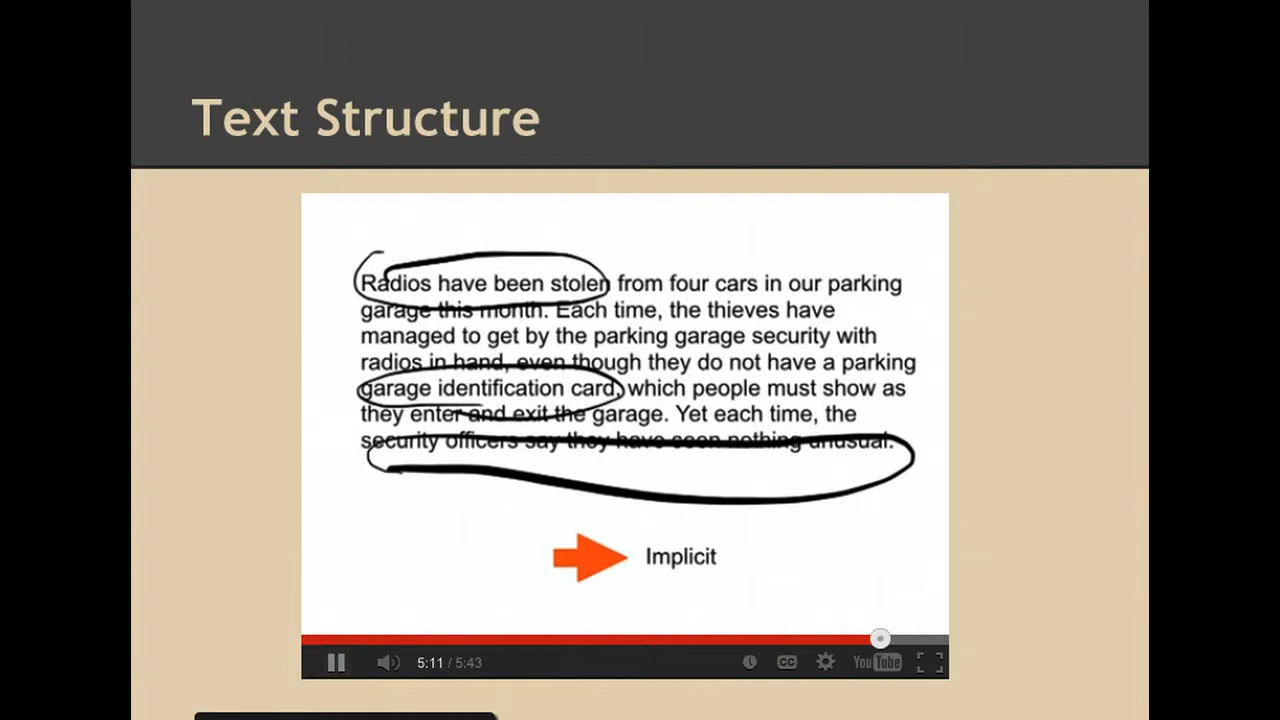 Text Structure
Radios have been stolen from four cars in our parking
garage this month. Each time, the thieves have
managed to get by the parking garage security with
radios in hand, even though they do not have a parking
garage identification card, which people must show as
they enter and exit the garage. Yet each time, the
security officers say they have seen nothing unusual.
Implicit
5:11 / 5:43
CC
YouTube